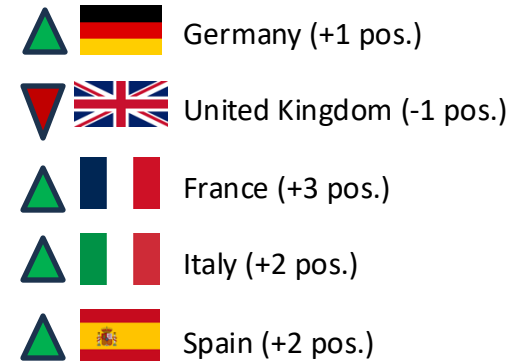 Germany (+1 pos.)
United Kingdom (-1 pos.)
France (+3 pos.)
Italy (+2 pos.)
Spain (+2 pos.)